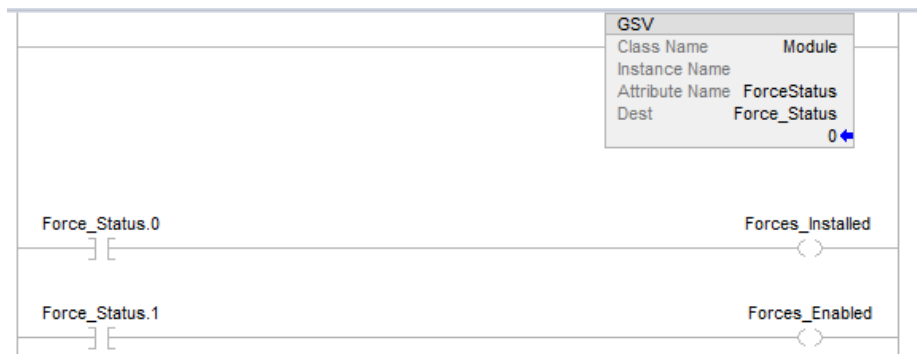 GSV
Class Name Module
Instance Name
Attribute Name ForceStatus
Dest Force_Status
0
Force_Status.0 Forces_Installed
Force_Status.1 Forces_Enabled